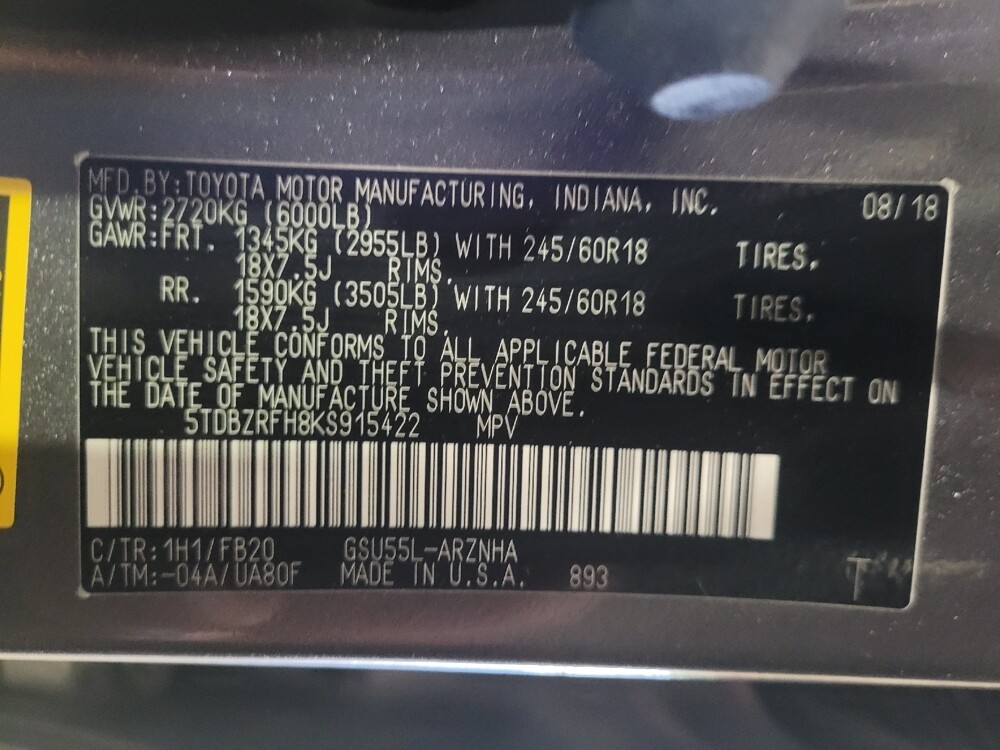 MFD.BY:TOYOTA MOTOR MANUFACTURING, INDIANA, INC. 08/18
GVWR:2720KG (6000LB)
GAWR:FRT. 1345KG (2955LB) WITH 245/60R18 TIRES.
18X7.5J RIMS.
RR. 1590KG (3505LB) WITH 245/60R18 TIRES.
18X7.5J RIMS.
THIS VEHICLE CONFORMS TO ALL APPLICABLE FEDERAL MOTOR
VEHICLE SAFETY AND THEFT PREVENTION STANDARDS IN EFFECT ON
THE DATE OF MANUFACTURE SHOWN ABOVE.
5TDBZRFH8KS915422 MPV
C/TR:1H1/FB20 GSU55L-ARZNHA
A/TM:-04A/UA80F MADE IN U.S.A. 893 T